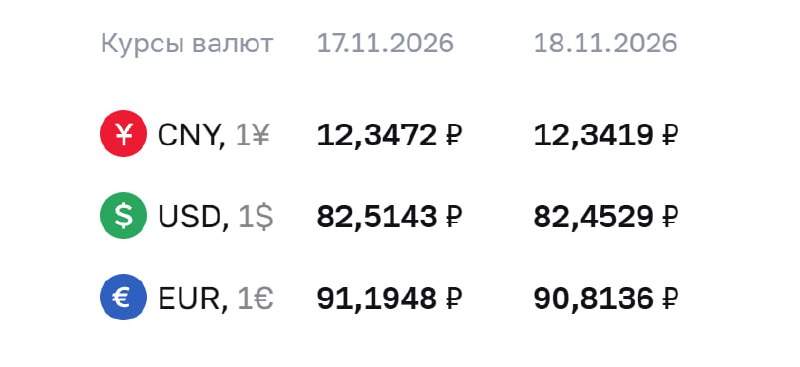 Курсы валют 17.11.2026 18.11.2026
¥ CNY, 1¥ 12,3472 ₽ 12,3419 ₽
$ USD, 1$ 82,5143 ₽ 82,4529 ₽
€ EUR, 1€ 91,1948 ₽ 90,8136 ₽